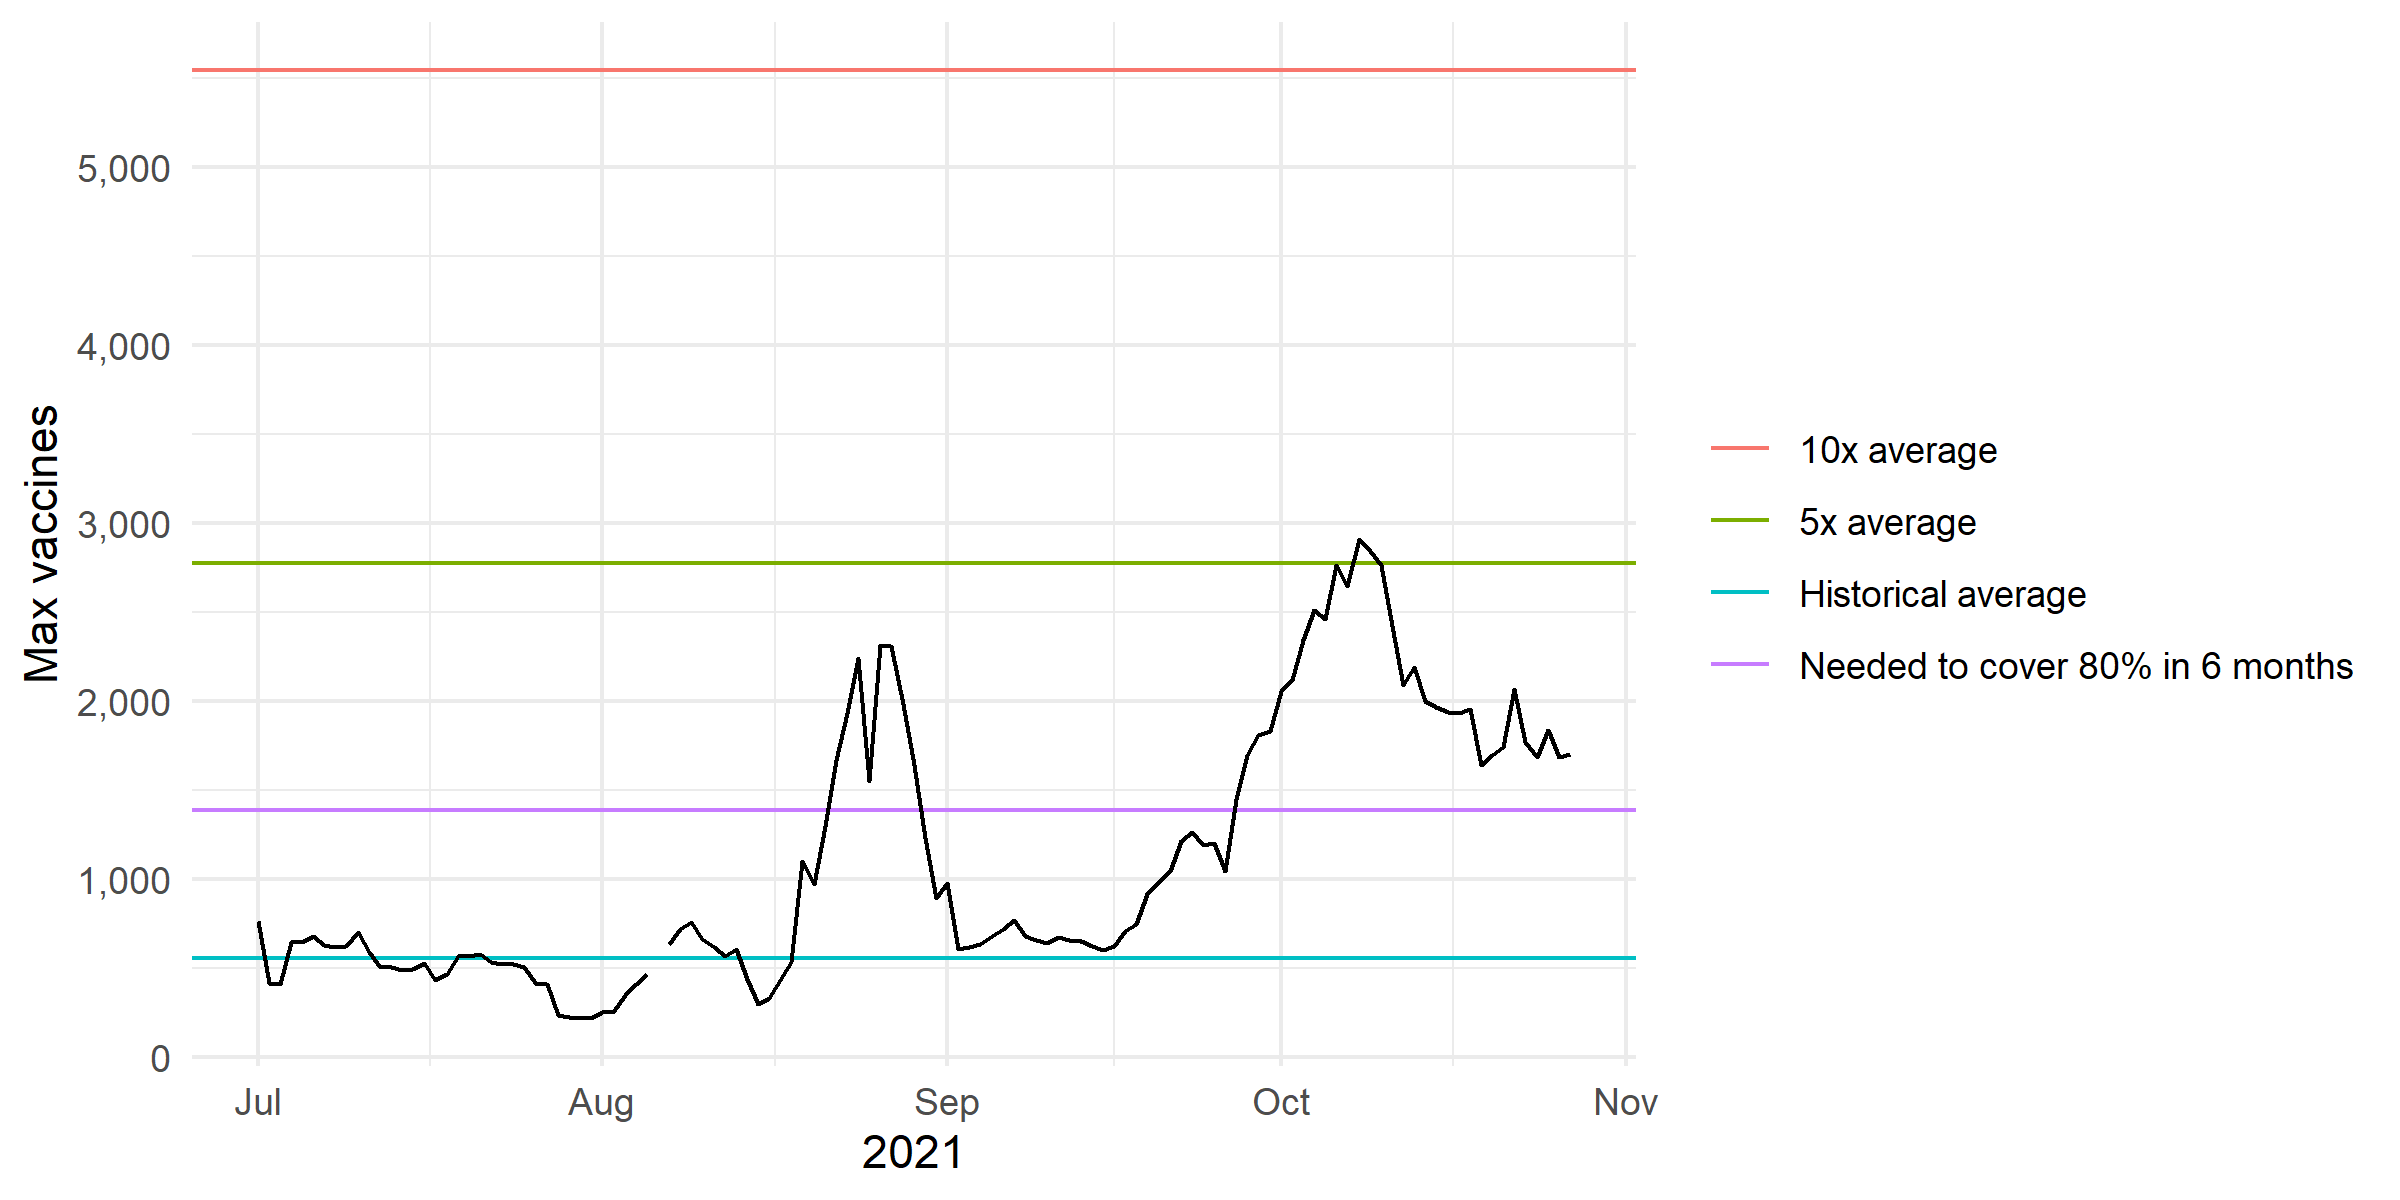 Max vaccines
5,000
4,000
3,000
2,000
1,000
0
Jul
Aug
Sep
Oct
Nov
2021
10x average
5x average
Historical average
Needed to cover 80% in 6 months